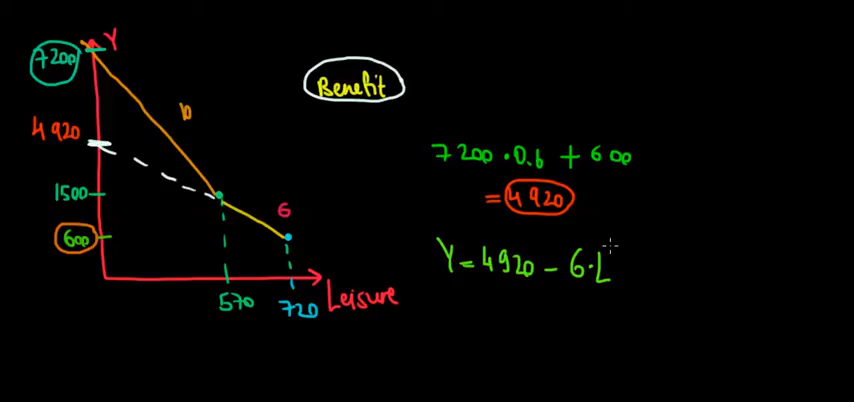 Y
7200
Benefit
10
4920
7200 · 0.6 + 600
= 4920
1500
6
600
Y = 4920 - 6 · L
570
720
Leisure